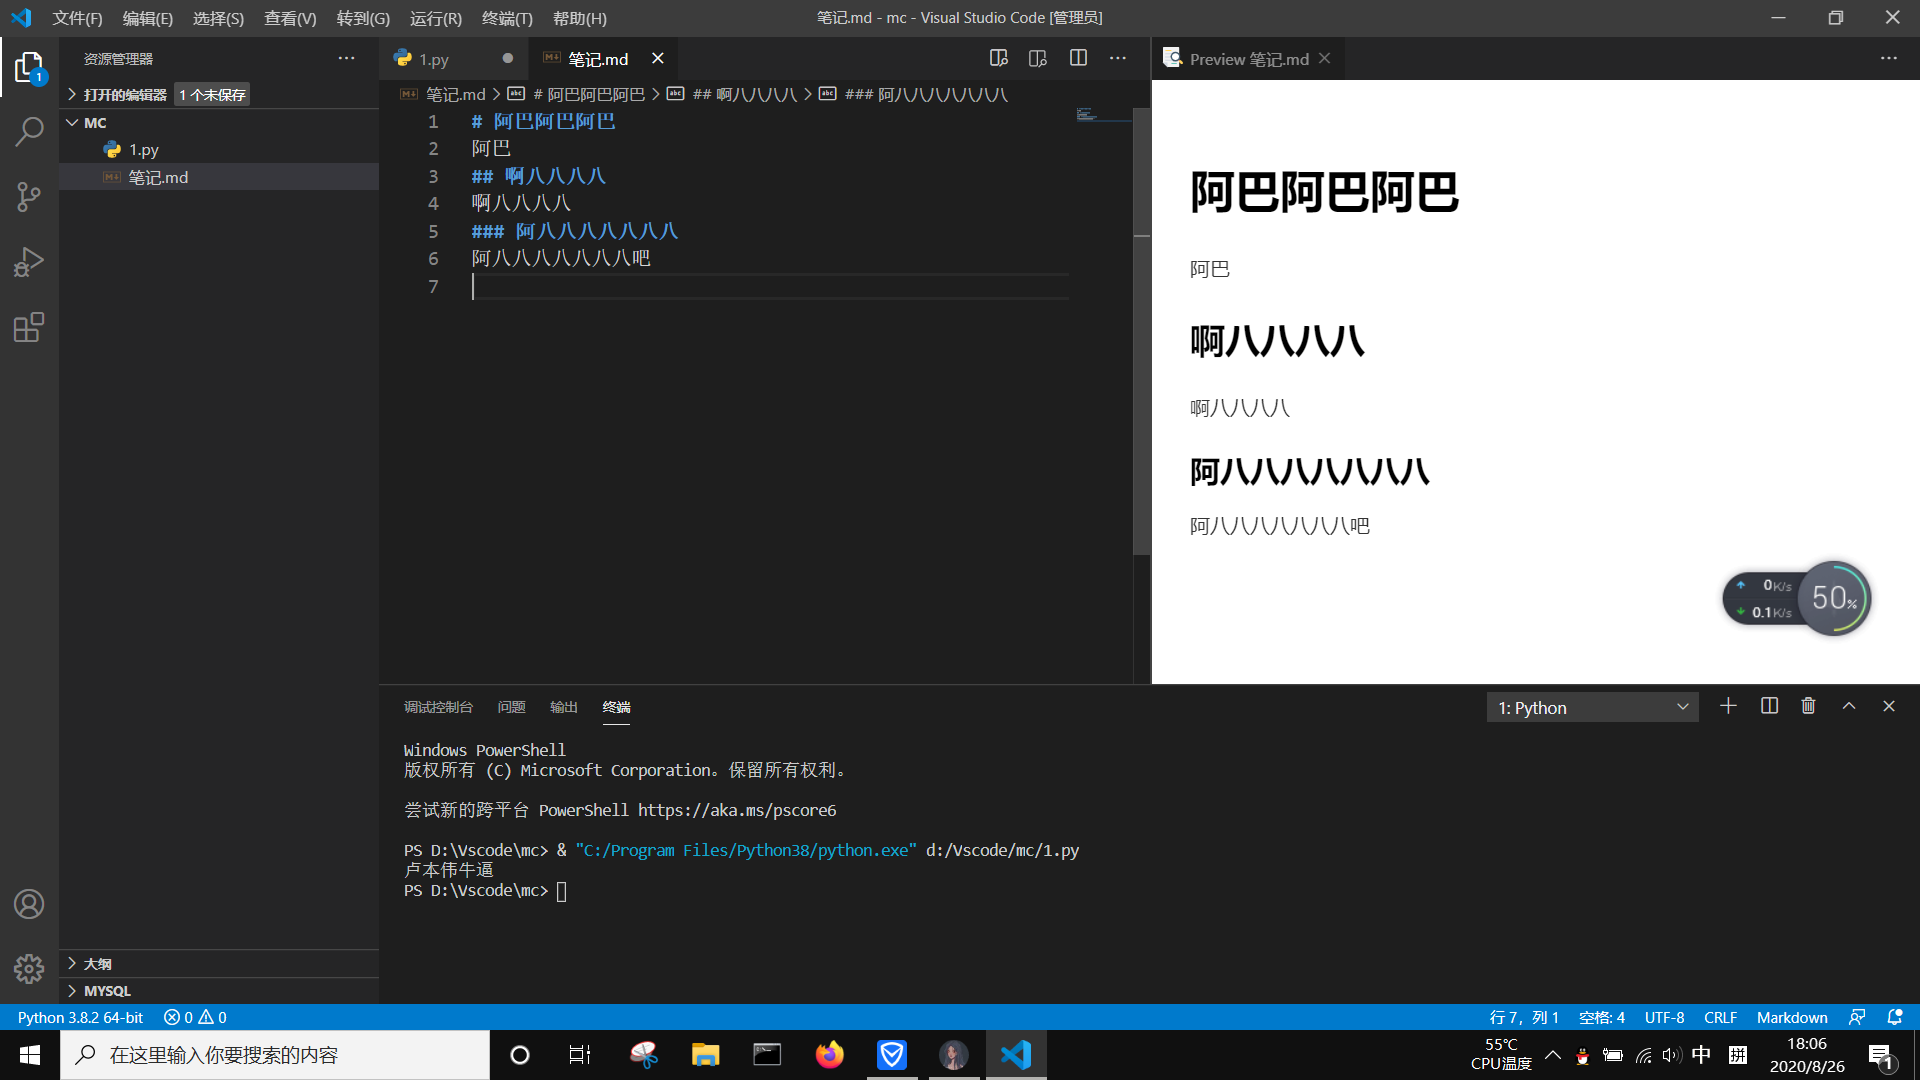 文件(F) 编辑(E) 选择(S) 查看(V) 转到(G) 运行(R) 终端(T) 帮助(H) 笔记.md - mc - Visual Studio Code [管理员]
资源管理器
1.py 笔记.md Preview 笔记.md
打开的编辑器 1 个未保存
笔记.md > # 阿巴阿巴阿巴 > ## 啊八八八八 > ### 阿八八八八八八八
1
MC
1.py
笔记.md
1 # 阿巴阿巴阿巴
2 阿巴
3 ## 啊八八八八
4 啊八八八八
5 ### 阿八八八八八八八
6 阿八八八八八八八吧
7
阿巴阿巴阿巴
阿巴
啊八八八八
啊八八八八
阿八八八八八八八
阿八八八八八八八吧
0K/s
0.1K/s
50%
调试控制台 问题 输出 终端 1: Python
Windows PowerShell
版权所有 (C) Microsoft Corporation。保留所有权利。
尝试新的跨平台 PowerShell https://aka.ms/pscore6
PS D:\Vscode\mc> & "C:/Program Files/Python38/python.exe" d:/Vscode/mc/1.py
卢本伟牛逼
PS D:\Vscode\mc>
大纲
MYSQL
Python 3.8.2 64-bit 0 0 行 7，列 1 空格: 4 UTF-8 CRLF Markdown
在这里输入你要搜索的内容
55℃
CPU温度
中 拼
18:06
2020/8/26
1